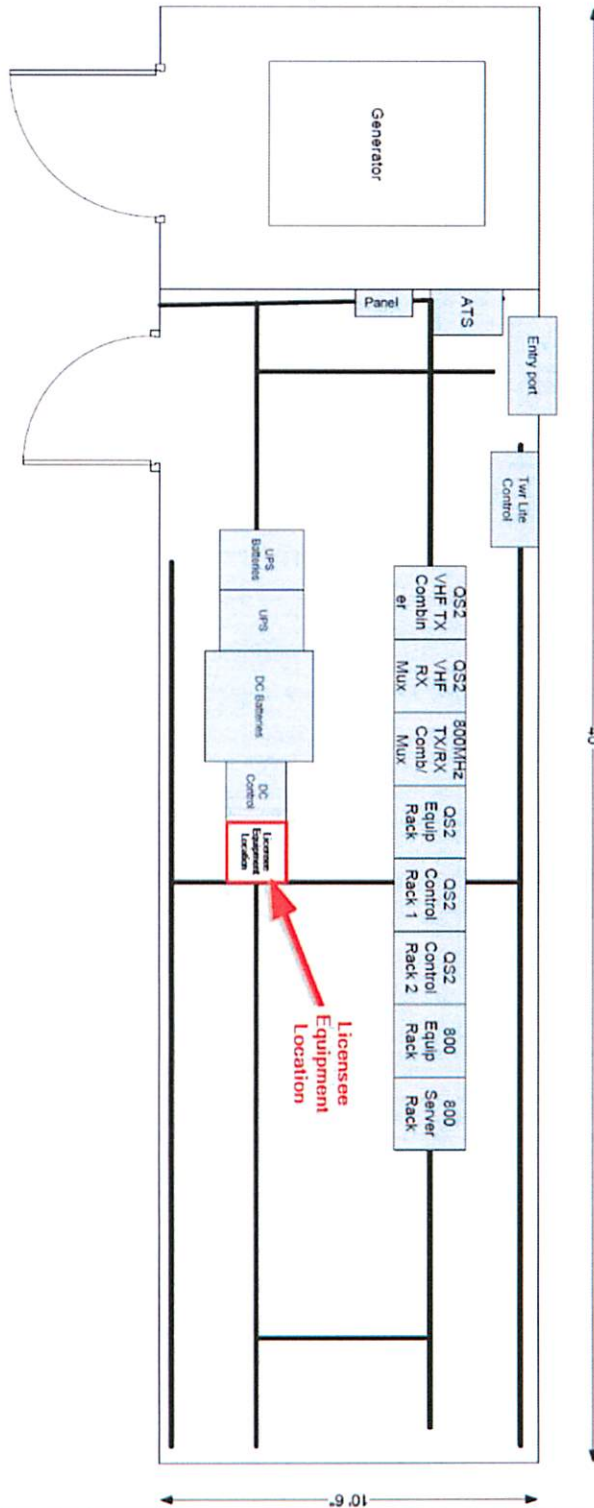 Generator
Panel
ATS
Entry port
Twr Lite
Control
UPS
Batteries
UPS
DC Batteries
DC
Control
Licensee
Equipment
Location
QS2
VHF TX
Combin
er
QS2
VHF
RX
Mux
800MHz
TX/RX
Comb/
Mux
QS2
Equip
Rack
QS2
Control
Rack 1
QS2
Control
Rack 2
800
Equip
Rack
800
Server
Rack
Licensee
Equipment
Location
10' 6"